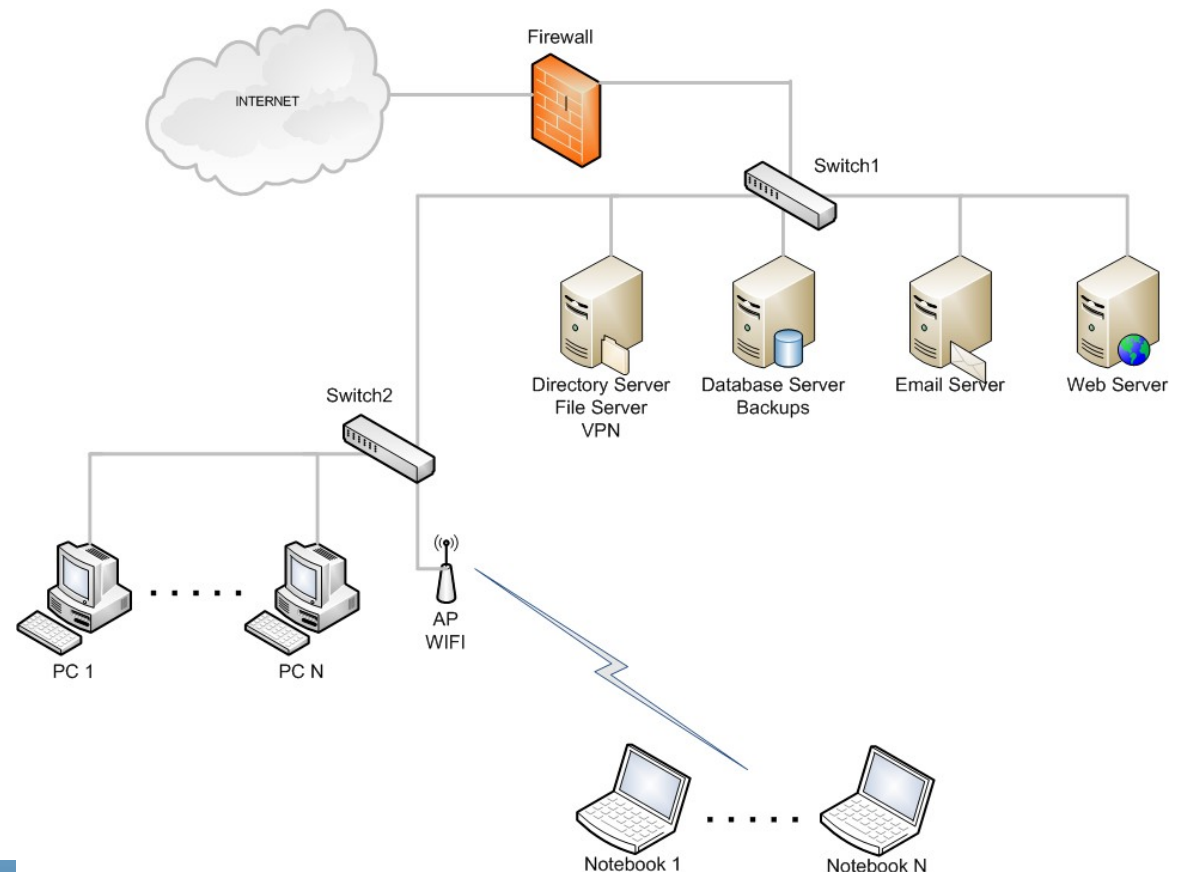 Firewall
INTERNET
Switch1
Directory Server
File Server
VPN
Database Server
Backups
Email Server
Web Server
Switch2
AP
WIFI
PC 1
PC N
Notebook 1
Notebook N